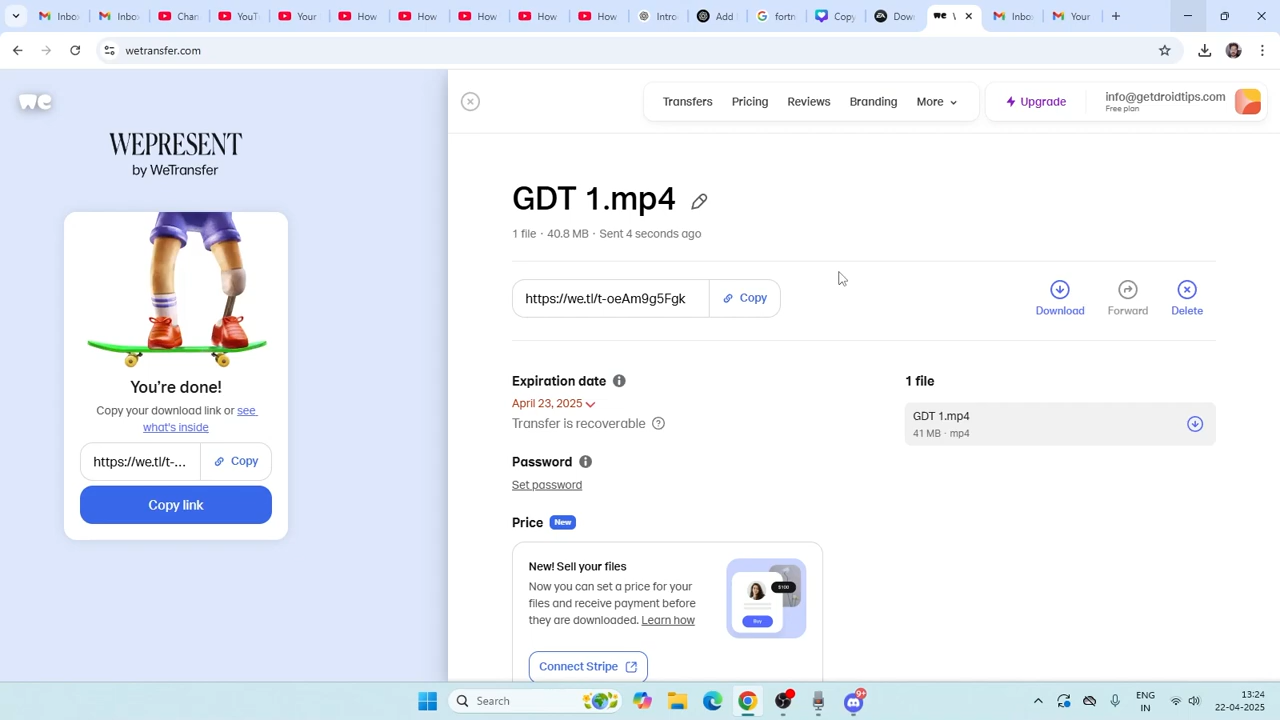 Inbo
Inbo
Chan
YouT
Your
How
How
How
How
How
Intro
Add
fortn
Copy
Dow
we \
Inbo
Your
wetransfer.com
we
WEPRESENT
by WeTransfer
You're done!
Copy your download link or see
what's inside
https://we.tl/t-...
Copy
Copy link
Transfers
Pricing
Reviews
Branding
More
Upgrade
info@getdroidtips.com
Free plan
GDT 1.mp4
1 file · 40.8 MB · Sent 4 seconds ago
https://we.tl/t-oeAm9g5Fgk
Copy
Download
Forward
Delete
Expiration date
April 23, 2025
Transfer is recoverable
Password
Set password
Price New
New! Sell your files
Now you can set a price for your
files and receive payment before
they are downloaded. Learn how
$100
Buy
Connect Stripe
1 file
GDT 1.mp4
41 MB · mp4
Search
9+
ENG
IN
13:24
22-04-2025